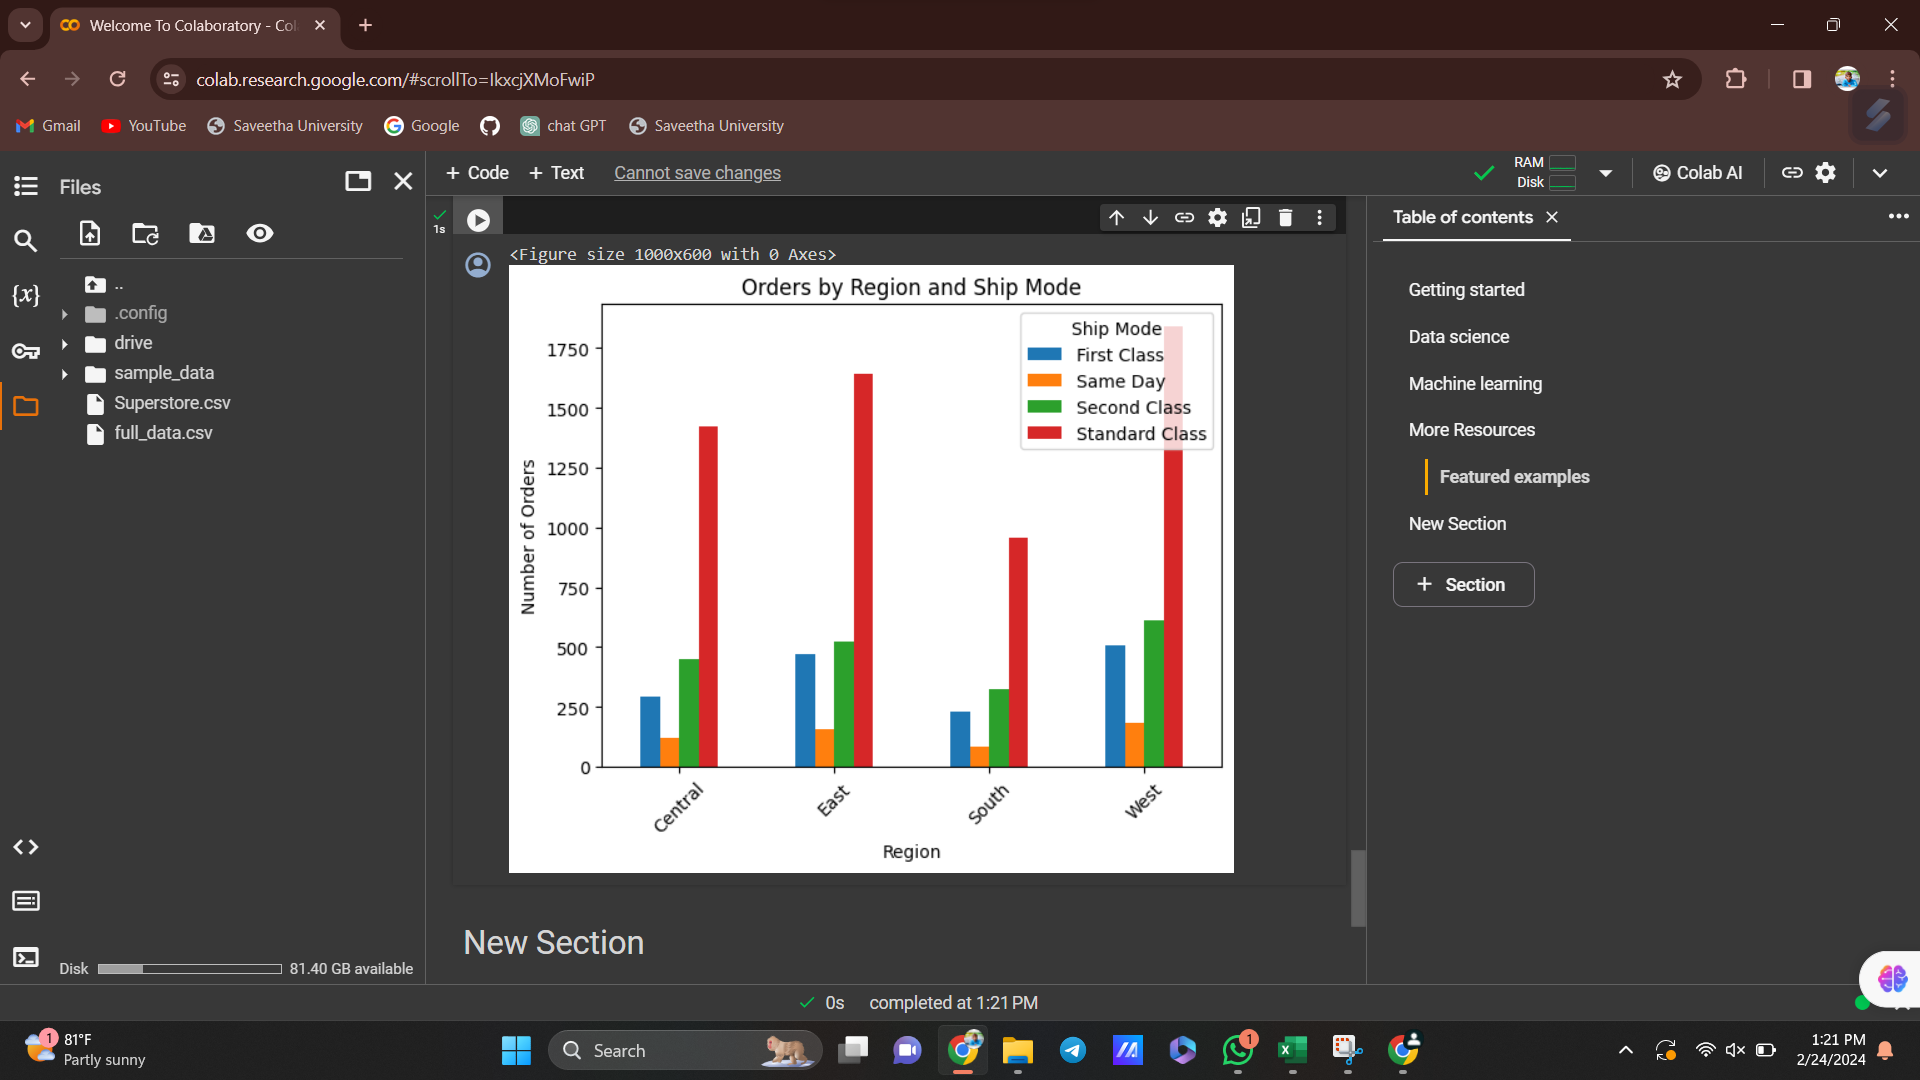 Welcome To Colaboratory - Col
colab.research.google.com/#scrollTo=IkxcjXMoFwiP
Gmail
YouTube
Saveetha University
Google
chat GPT
Saveetha University
Files
+ Code
+ Text
Cannot save changes
RAM
Disk
Colab AI
..
.config
drive
sample_data
Superstore.csv
full_data.csv
Disk
81.40 GB available
1s
<Figure size 1000x600 with 0 Axes>
Orders by Region and Ship Mode
Ship Mode
First Class
Same Day
Second Class
Standard Class
Number of Orders
1750
1500
1250
1000
750
500
250
0
Central
East
South
West
Region
New Section
Table of contents
Getting started
Data science
Machine learning
More Resources
Featured examples
New Section
+ Section
0s completed at 1:21 PM
1
81°F
Partly sunny
Search
1
1:21 PM
2/24/2024